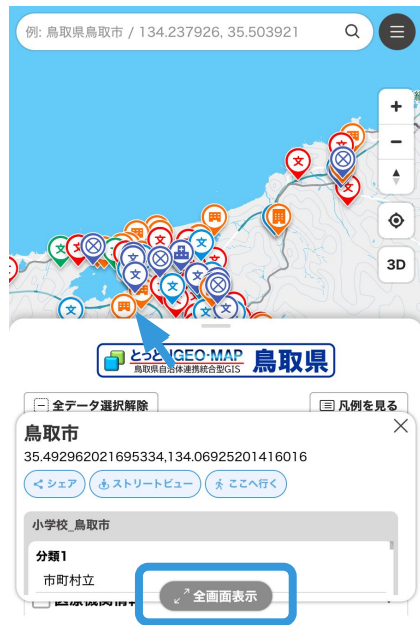 例: 鳥取県鳥取市 / 134.237926, 35.503921
3D
とっとりGEO-MAP 鳥取県
鳥取県自治体連携統合型GIS
全データ選択解除
凡例を見る
鳥取市
35.492962021695334,134.06925201416016
シェア
ストリートビュー
ここへ行く
小学校_鳥取市
分類1
市町村立
全画面表示